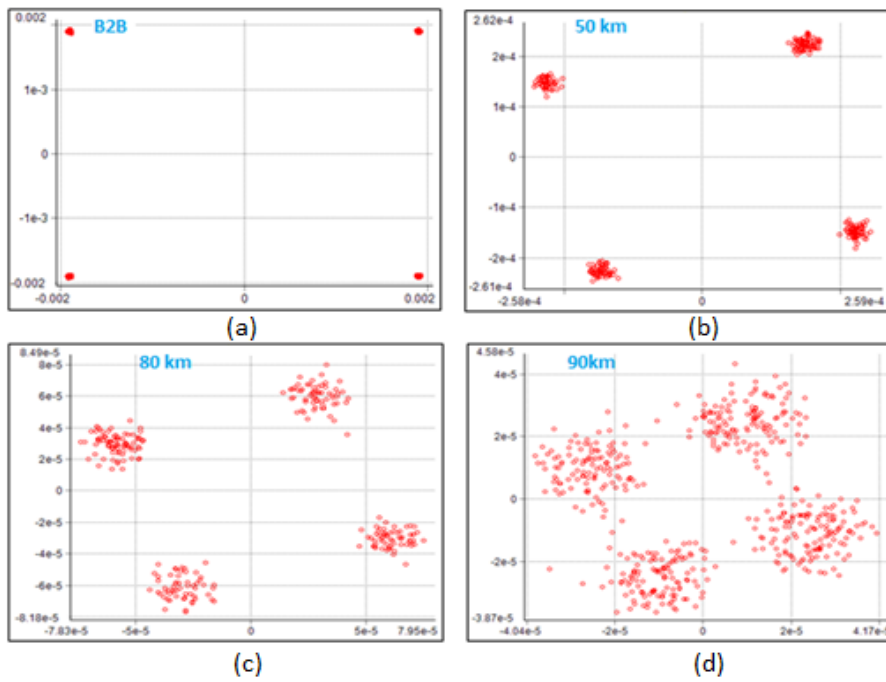 B2B
0.002
1e-3
0
-1e-3
-0.002
-0.002 0 0.002
(a)
50 km
2.62e-4
1e-4
0
-1e-4
-2e-4
-2.61e-4
-2.58e-4 0 2.59e-4
(b)
80 km
8.49e-5
8e-5
6e-5
4e-5
2e-5
0
-2e-5
-4e-5
-6e-5
-8.18e-5
-7.83e-5 -5e-5 0 5e-5 7.95e-5
(c)
90km
4.58e-5
4e-5
2e-5
0
-2e-5
-3.87e-5
-4.04e-5 -2e-5 0 2e-5 4.17e-5
(d)